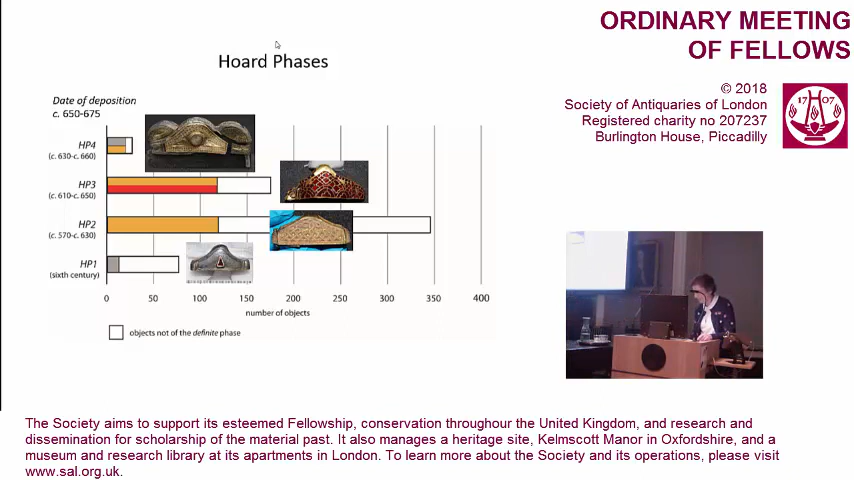 ORDINARY MEETING
OF FELLOWS
© 2018
Society of Antiquaries of London
Registered charity no 207237
Burlington House, Piccadilly
17 07
Hoard Phases
Date of deposition
c. 650-675
HP4
(c. 630-c. 660)
HP3
(c. 610-c. 650)
HP2
(c. 570-c. 630)
HP1
(sixth century)
0 50 100 150 200 250 300 350 400
number of objects
objects not of the definite phase
The Society aims to support its esteemed Fellowship, conservation throughour the United Kingdom, and research and
dissemination for scholarship of the material past. It also manages a heritage site, Kelmscott Manor in Oxfordshire, and a
museum and research library at its apartments in London. To learn more about the Society and its operations, please visit
www.sal.org.uk.